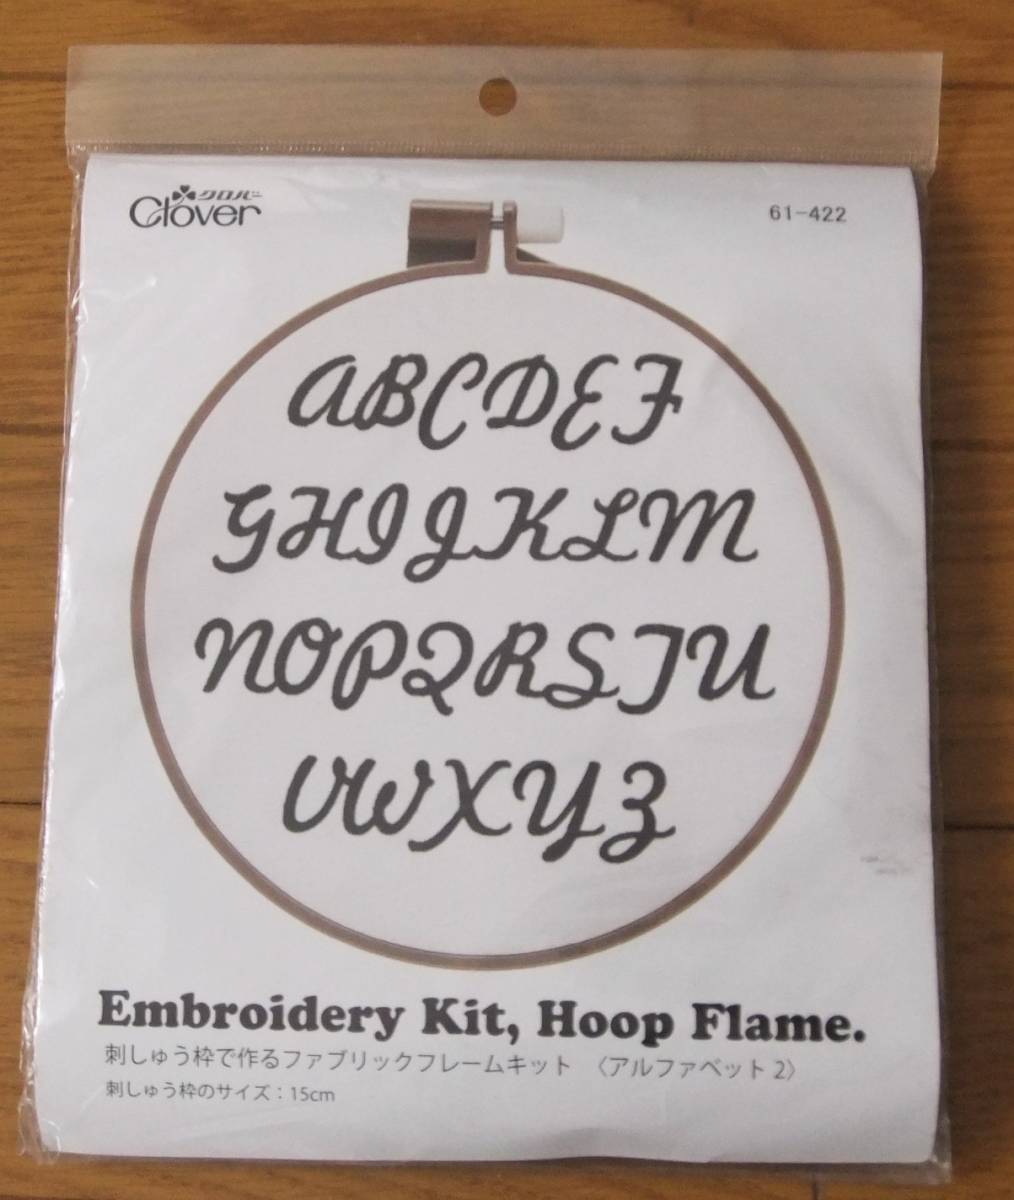 クロバー
Clover
61-422
ABCDEF
GHIJKLM
NOPQRSTU
VWXYZ
Embroidery Kit, Hoop Flame.
刺しゅう枠で作るファブリックフレームキット 〈アルファベット2〉
刺しゅう枠のサイズ：15cm